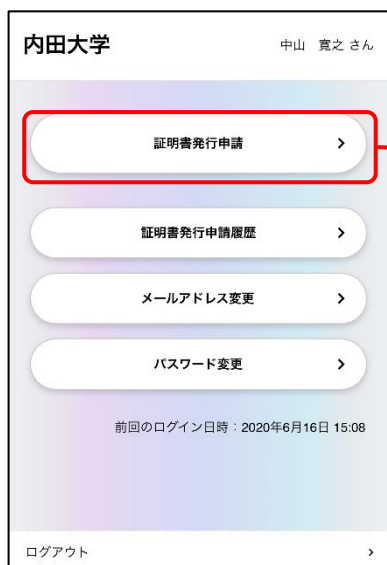 内田大学
中山 寛之 さん
証明書発行申請
証明書発行申請履歴
メールアドレス変更
パスワード変更
前回のログイン日時：2020年6月16日 15:08
ログアウト